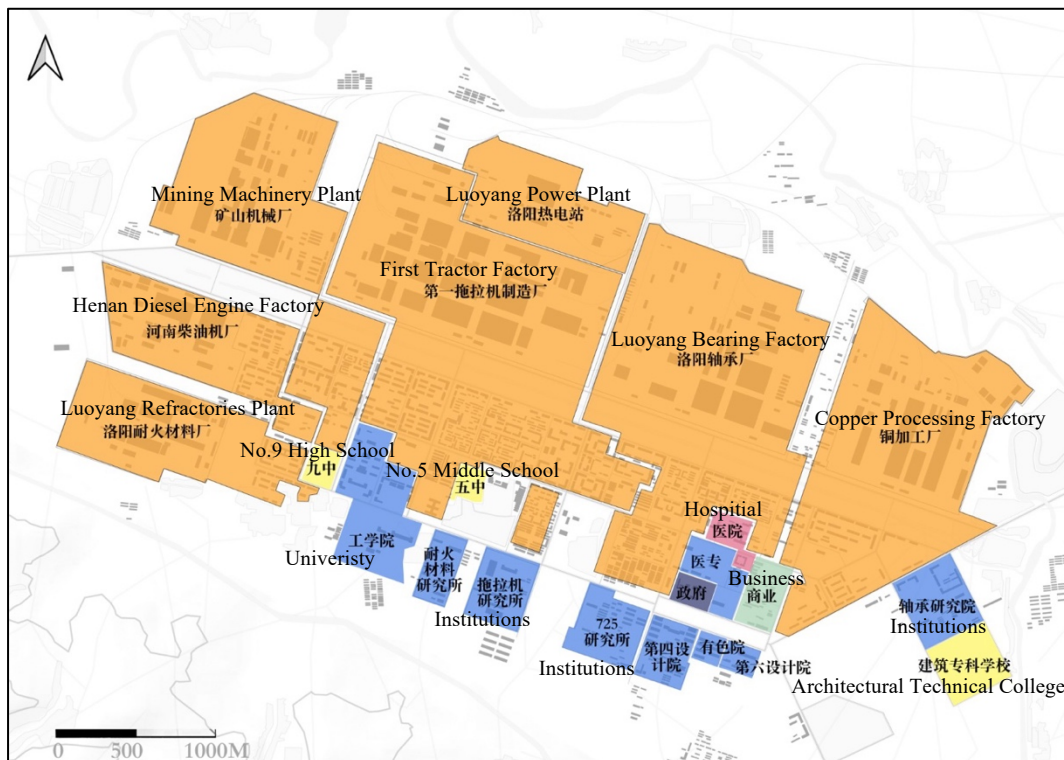 Mining Machinery Plant
矿山机械厂
Luoyang Power Plant
洛阳热电站
First Tractor Factory
第一拖拉机制造厂
Henan Diesel Engine Factory
河南柴油机厂
Luoyang Bearing Factory
洛阳轴承厂
Luoyang Refractories Plant
洛阳耐火材料厂
Copper Processing Factory
铜加工厂
No.9 High School
九中
No.5 Middle School
五中
Hospitial
医院
工学院
Univeristy
耐火
材料
研究所
拖拉机
研究所
Institutions
医专
政府
Business
商业
725
研究所
Institutions
第四设
计院
有色院
第六设计院
轴承研究院
Institutions
建筑专科学校
Architectural Technical College
0 500 1000M